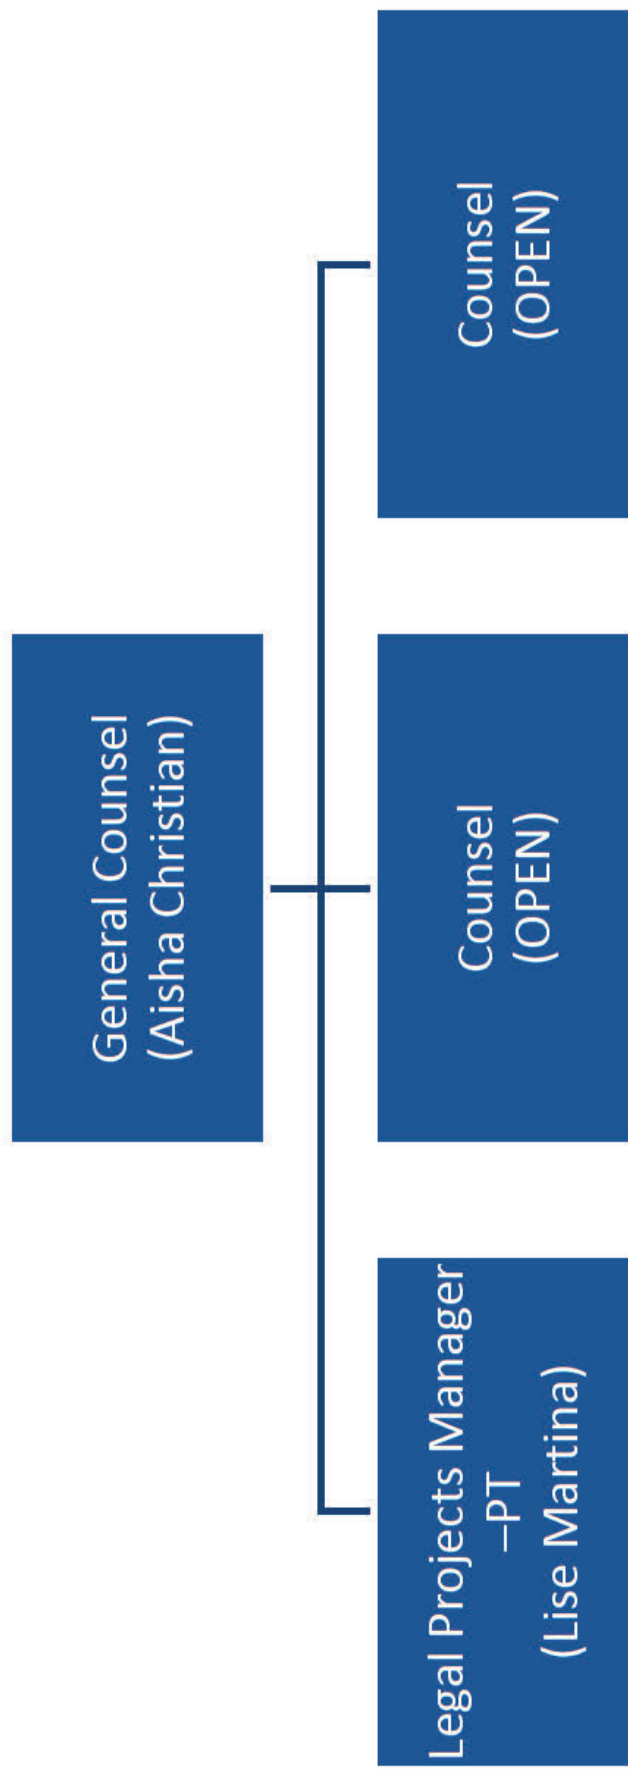 General Counsel
(Aisha Christian)
Legal Projects Manager
–PT
(Lise Martina)
Counsel
(OPEN)
Counsel
(OPEN)